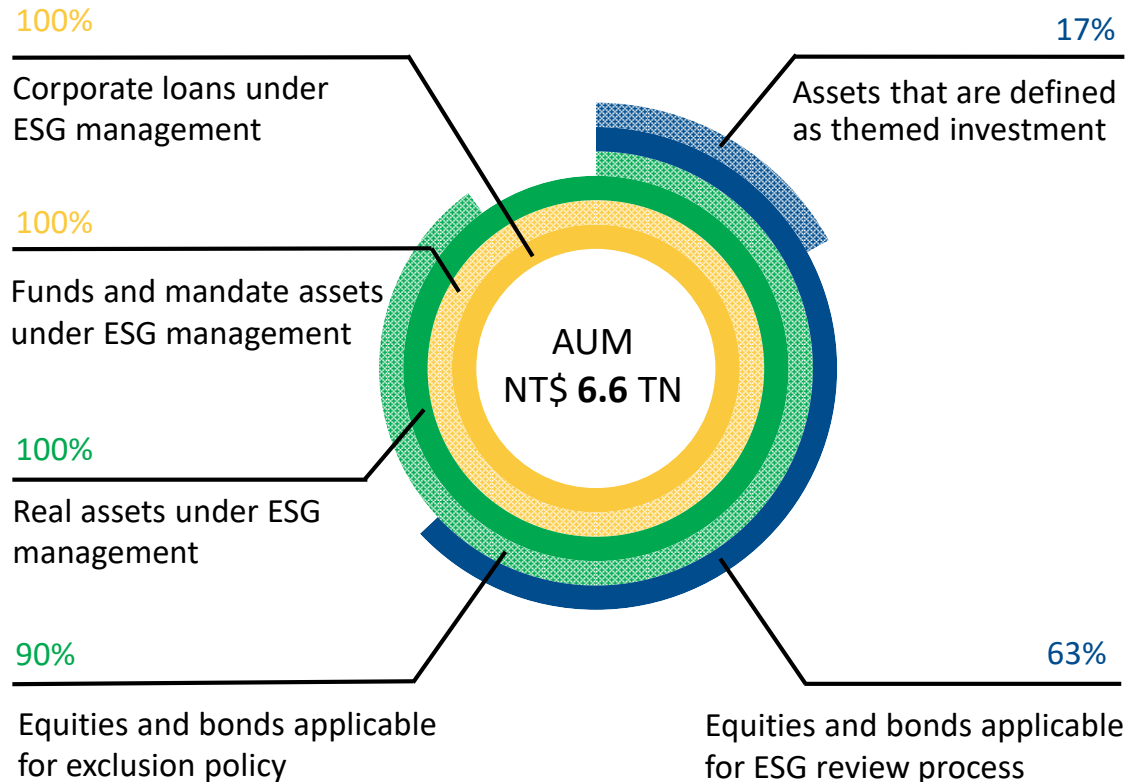 100%
Corporate loans under
ESG management
100%
Funds and mandate assets
under ESG management
100%
Real assets under ESG
management
90%
Equities and bonds applicable
for exclusion policy
AUM
NT$ 6.6 TN
17%
Assets that are defined
as themed investment
63%
Equities and bonds applicable
for ESG review process